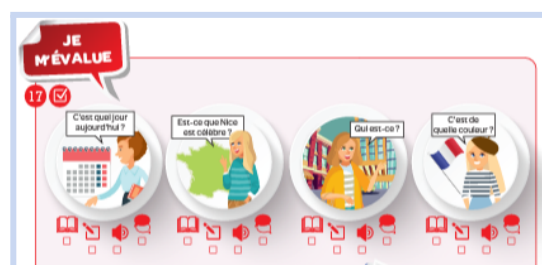 JE
M'ÉVALUE
17
C'est quel jour
aujourd'hui ?
Est-ce que Nice
est célèbre ?
Qui est-ce ?
C'est de
quelle couleur ?